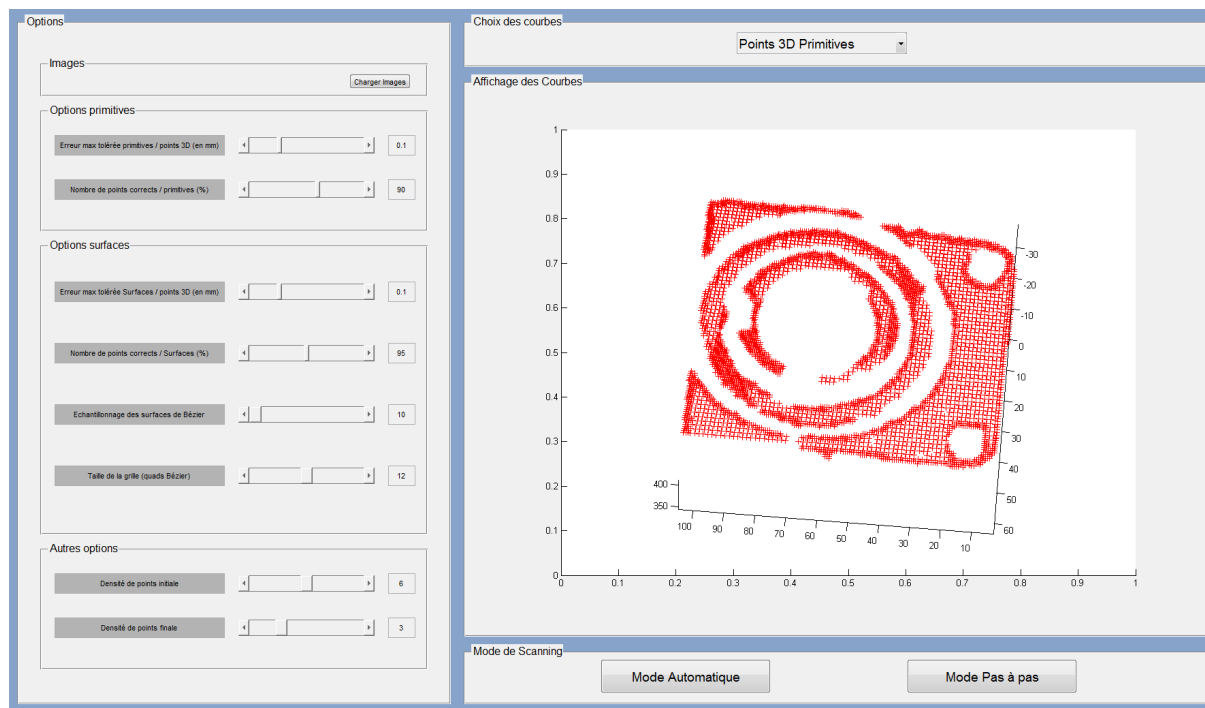 Options
Images
Charger Images
Options primitives
Erreur max tolérée primitives / points 3D (en mm)
0.1
Nombre de points corrects / primitives (%)
90
Options surfaces
Erreur max tolérée Surfaces / points 3D (en mm)
0.1
Nombre de points corrects / Surfaces (%)
95
Echantillonnage des surfaces de Bézier
10
Taille de la grille (quads Bézier)
12
Autres options
Densité de points initiale
6
Densité de points finale
3
Choix des courbes
Points 3D Primitives
Affichage des Courbes
1
0.9
0.8
0.7
0.6
0.5
0.4
0.3
0.2
0.1
0
0 0.1 0.2 0.3 0.4 0.5 0.6 0.7 0.8 0.9 1
-30
-20
-10
0
10
20
30
40
50
60
400
350
100 90 80 70 60 50 40 30 20 10
Mode de Scanning
Mode Automatique
Mode Pas à pas